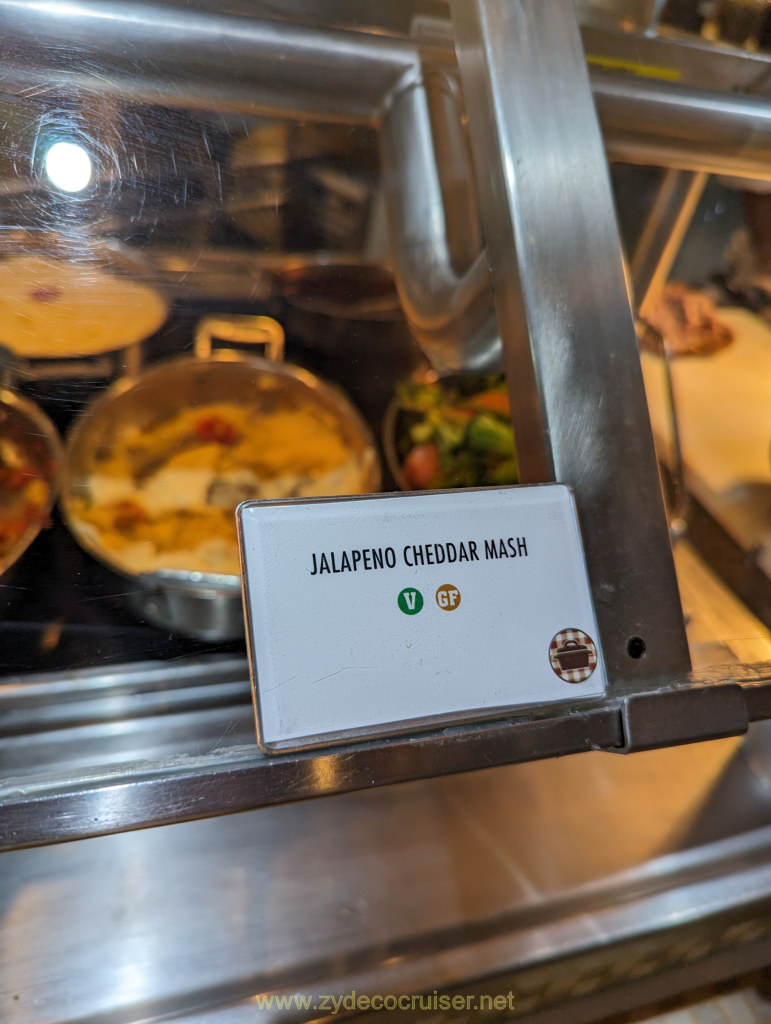 JALAPENO CHEDDAR MASH
V GF
www.zydecocruiser.net